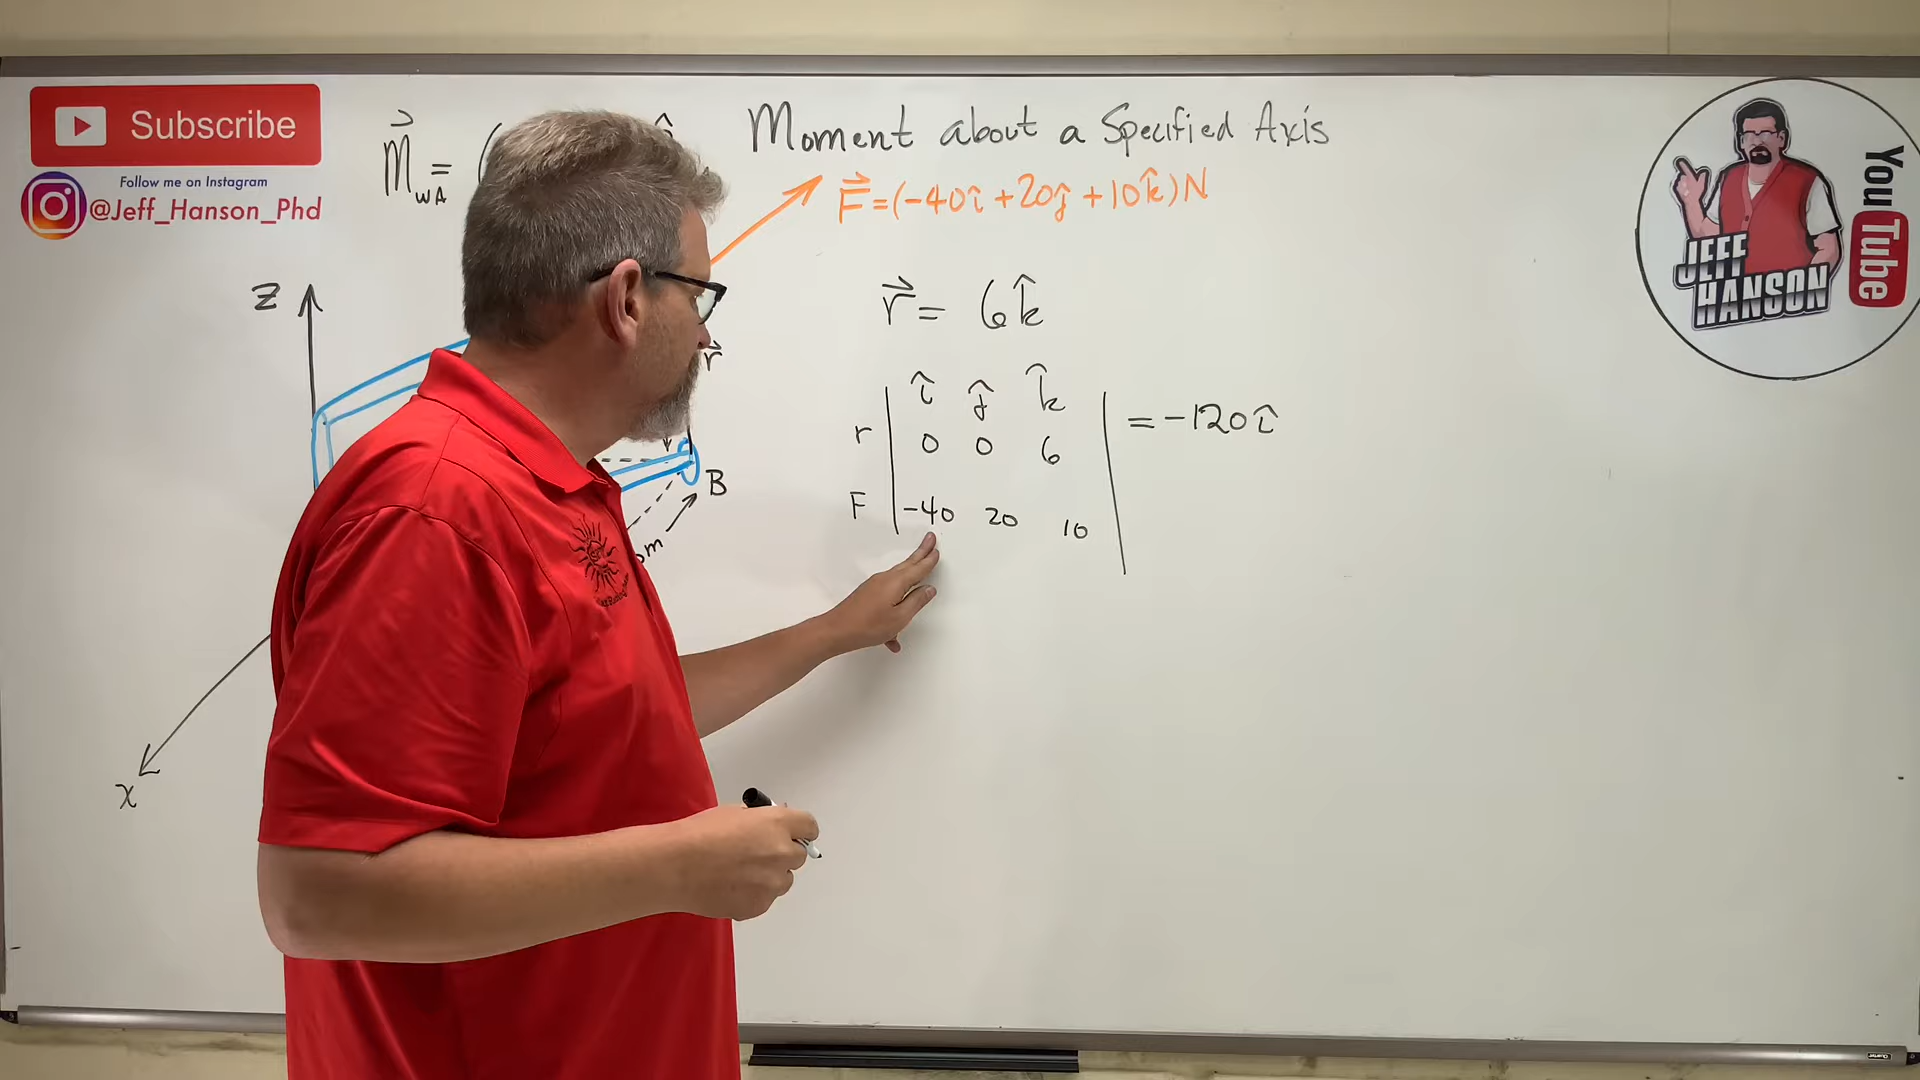 Subscribe
Follow me on Instagram
@Jeff_Hanson_Phd
M⃗_WA = (
Moment about a Specified Axis
F⃗ = (-40î + 20ĵ + 10k̂) N
YouTube
JEFF
HANSON
z
r⃗ = 6k̂
r⃗
î ĵ k̂
r 0 0 6
= -120î
F -40 20 10
B
m
x